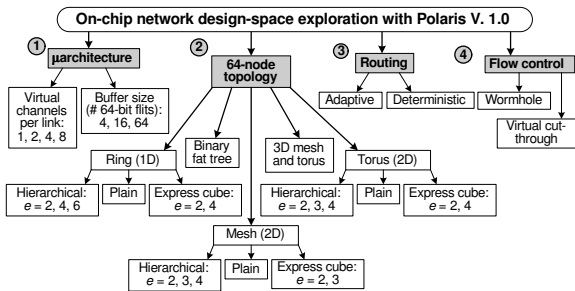 On-chip network design-space exploration with Polaris V. 1.0
1
µarchitecture
2
64-node
topology
3
Routing
4
Flow control
Virtual
channels
per link:
1, 2, 4, 8
Buffer size
(# 64-bit flits):
4, 16, 64
Adaptive
Deterministic
Wormhole
Virtual cut-
through
Binary
fat tree
3D mesh
and torus
Ring (1D)
Torus (2D)
Hierarchical:
e = 2, 4, 6
Plain
Express cube:
e = 2, 4
Hierarchical:
e = 2, 3, 4
Plain
Express cube:
e = 2, 4
Mesh (2D)
Hierarchical:
e = 2, 3, 4
Plain
Express cube:
e = 2, 3